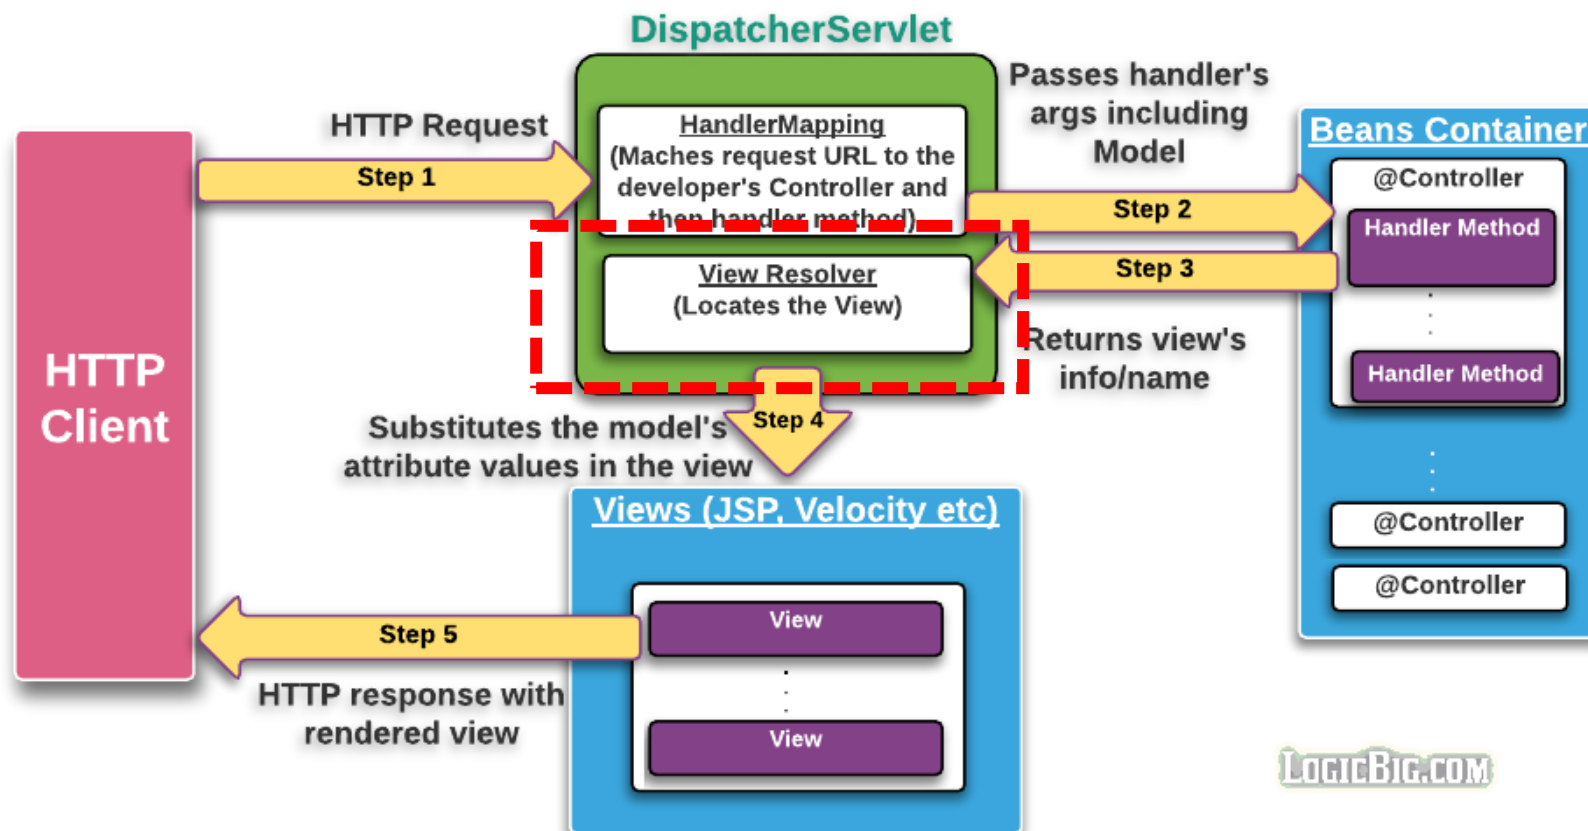 DispatcherServlet
HTTP Request
Step 1
HandlerMapping
(Maches request URL to the
developer's Controller and
then handler method)
Passes handler's
args including
Model
Step 2
Beans Container
@Controller
Handler Method
Handler Method
@Controller
@Controller
Step 3
Returns view's
info/name
View Resolver
(Locates the View)
HTTP
Client
Step 4
Substitutes the model's
attribute values in the view
Views (JSP, Velocity etc)
View
View
Step 5
HTTP response with
rendered view
LOGICBIG.COM